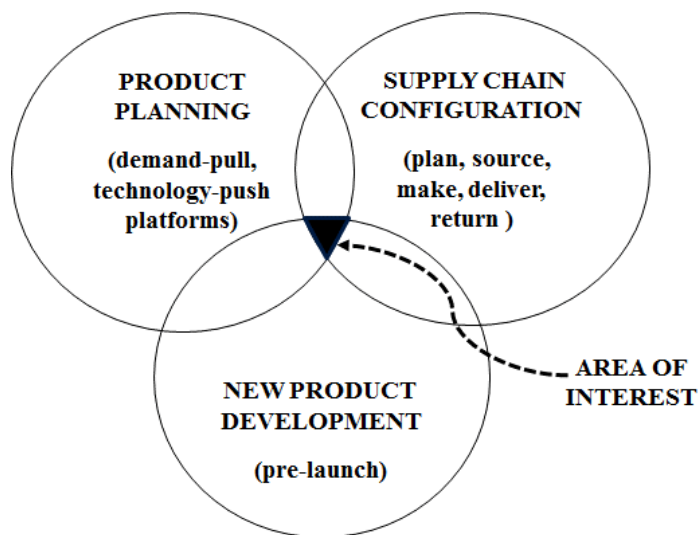 PRODUCT
PLANNING
(demand-pull,
technology-push
platforms)
SUPPLY CHAIN
CONFIGURATION
(plan, source,
make, deliver,
return )
NEW PRODUCT
DEVELOPMENT
(pre-launch)
AREA OF
INTEREST